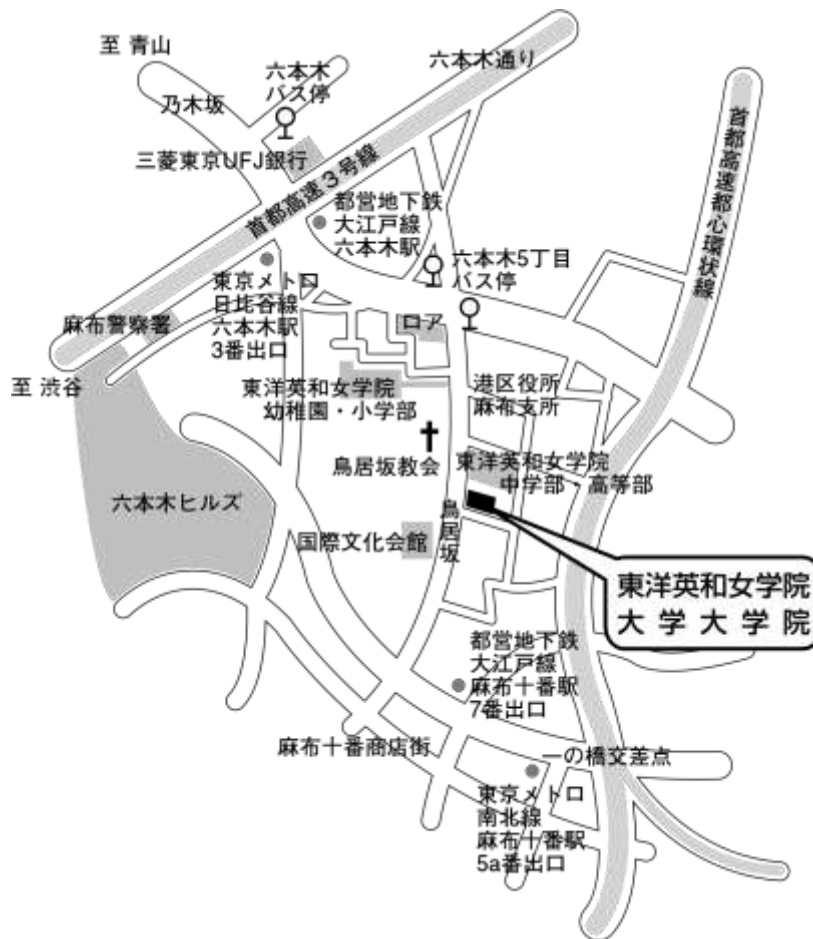 至 青山
六本木
バス停
六本木通り
乃木坂
三菱東京UFJ銀行
首都高速3号線
首都高速都心環状線
都営地下鉄
大江戸線
六本木駅
六本木5丁目
バス停
東京メトロ
日比谷線
六本木駅
3番出口
麻布警察署
ロア
至 渋谷
東洋英和女学院
幼稚園・小学部
港区役所
麻布支所
鳥居坂教会
東洋英和女学院
中学部・高等部
六本木ヒルズ
国際文化会館
鳥居坂
東洋英和女学院
大学大学院
都営地下鉄
大江戸線
麻布十番駅
7番出口
麻布十番商店街
一の橋交差点
東京メトロ
南北線
麻布十番駅
5a番出口